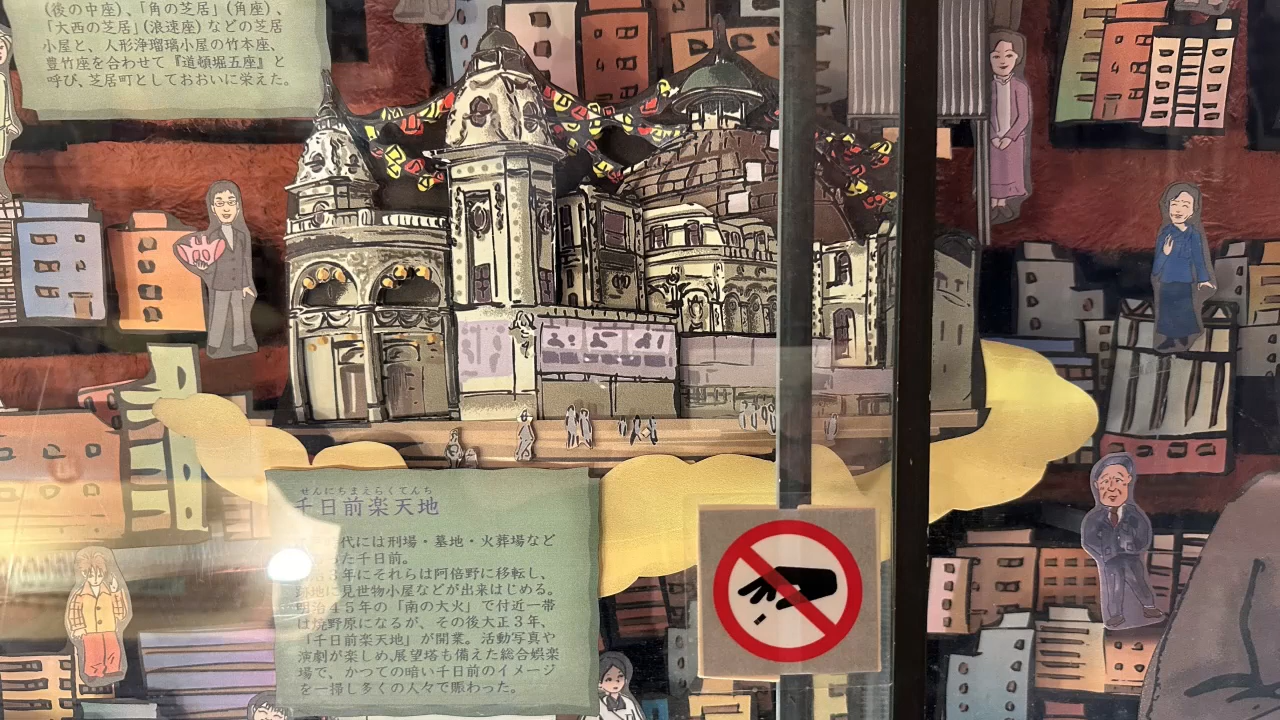 (後の中座)、「角の芝居」(角座)、
「大西の芝居」(浪速座) などの芝居
小屋と、人形浄瑠璃小屋の竹本座、
豊竹座を合わせて『道頓堀五座』と
呼び、芝居町としておおいに栄えた。
せんにちまえらくてんち
千日前楽天地
代には刑場・墓地・火葬場など
た千日前。
3年にそれらは阿倍野に移転し、
跡地に見世物小屋などが出来はじめる。
明治45年の「南の大火」で付近一帯
は焼野原になるが、その後大正3年、
「千日前楽天地」が開業。活動写真や
演劇が楽しめ、展望塔も備えた総合娯楽
場で、かつての暗い千日前のイメージ
を一掃し多くの人々で賑わった。